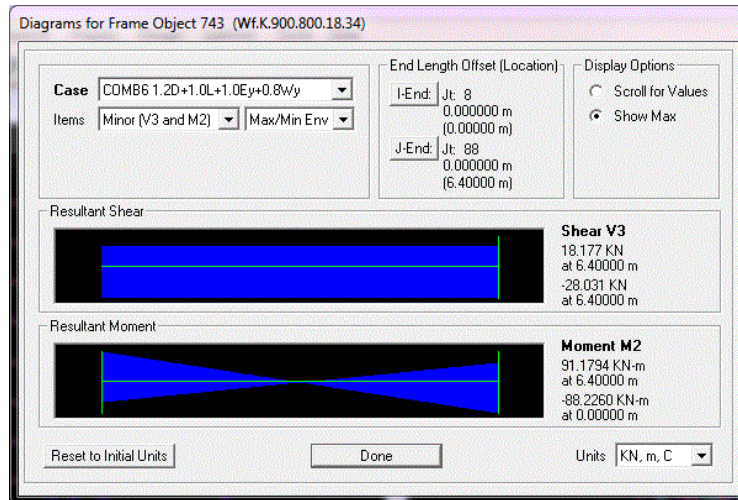 Diagrams for Frame Object 743 (Wf.K.900.800.18.34)
Case COMB6 1.2D+1.0L+1.0Ey+0.8Wy
Items Minor (V3 and M2) Max/Min Env
End Length Offset (Location)
I-End: Jt: 8
0.000000 m
(0.00000 m)
J-End: Jt: 88
0.000000 m
(6.40000 m)
Display Options
Scroll for Values
Show Max
Resultant Shear
Shear V3
18.177 KN
at 6.40000 m
-28.031 KN
at 6.40000 m
Resultant Moment
Moment M2
91.1794 KN-m
at 6.40000 m
-88.2260 KN-m
at 0.00000 m
Reset to Initial Units Done Units KN, m, C